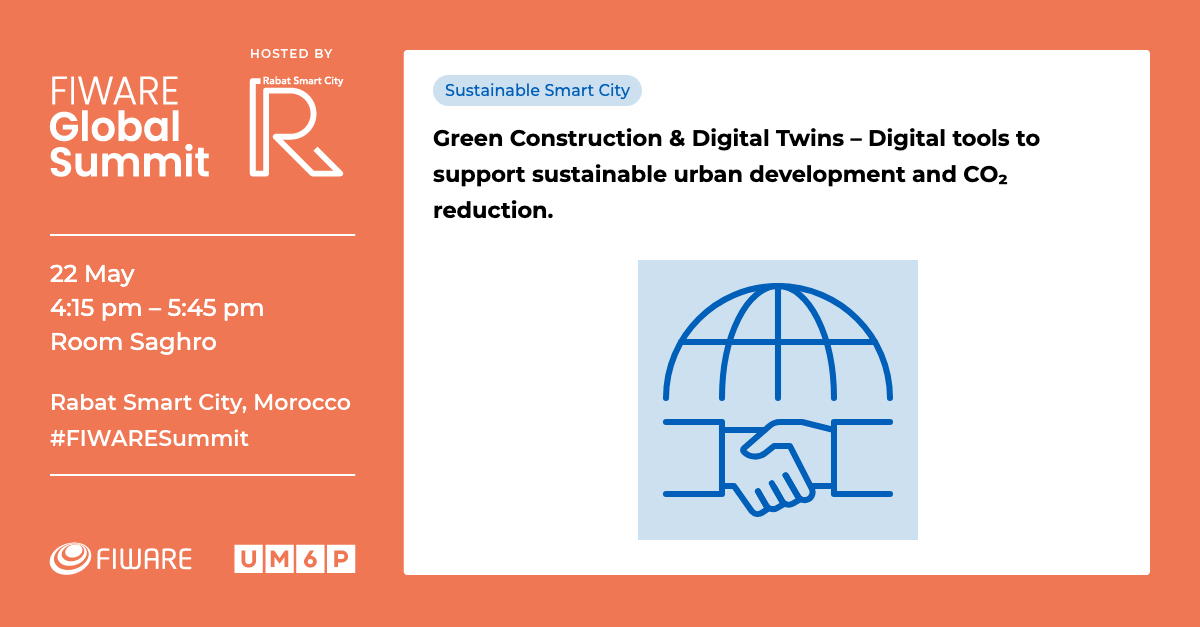 HOSTED BY
FIWARE
Global
Summit
Rabat Smart City
R
22 May
4:15 pm – 5:45 pm
Room Saghro
Rabat Smart City, Morocco
#FIWARESummit
FIWARE
UM6P
Sustainable Smart City
Green Construction & Digital Twins – Digital tools to
support sustainable urban development and CO₂
reduction.